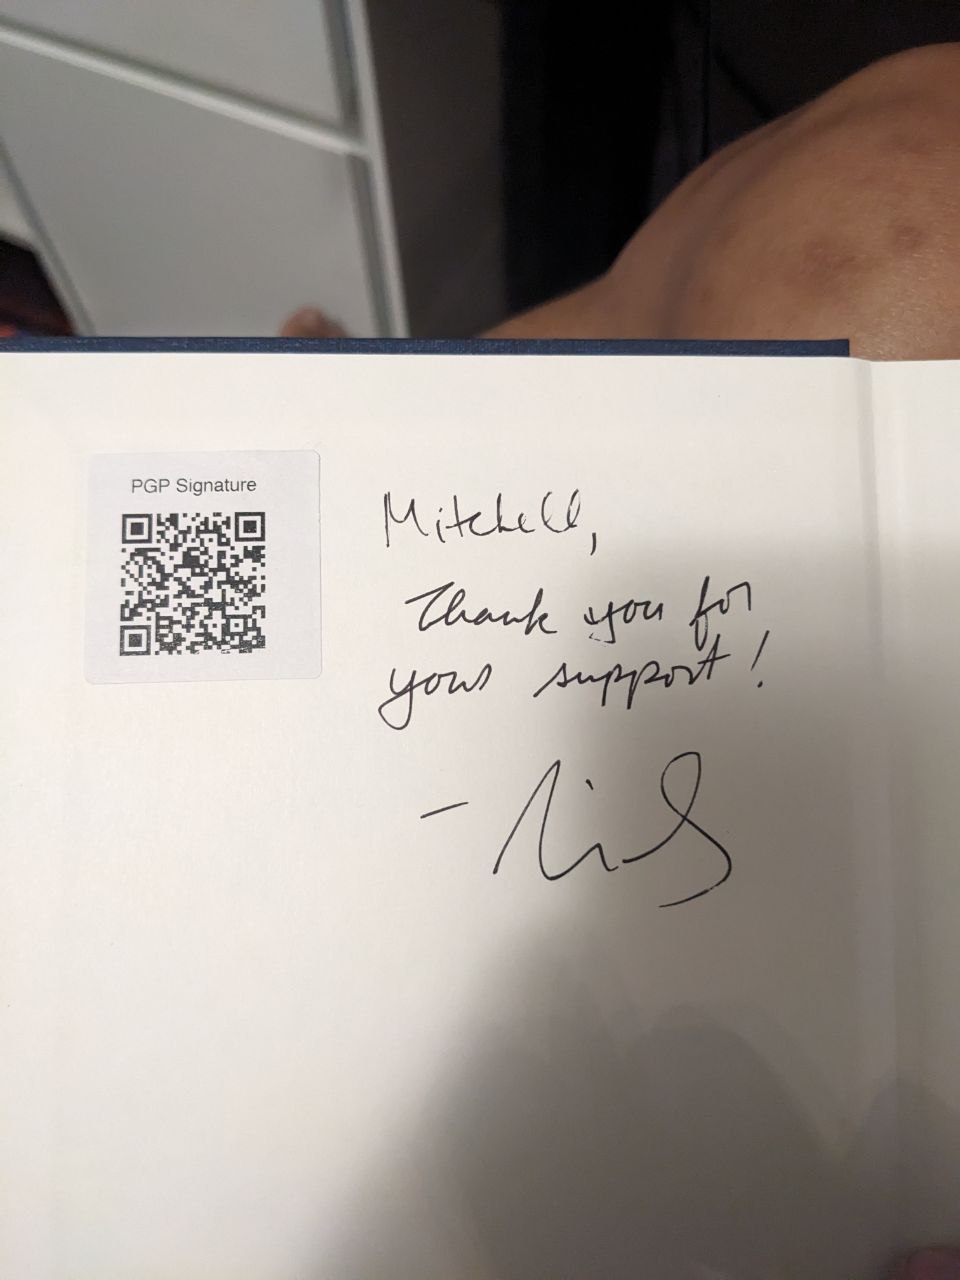 PGP Signature
Mitchell,
Thank you for
your support!